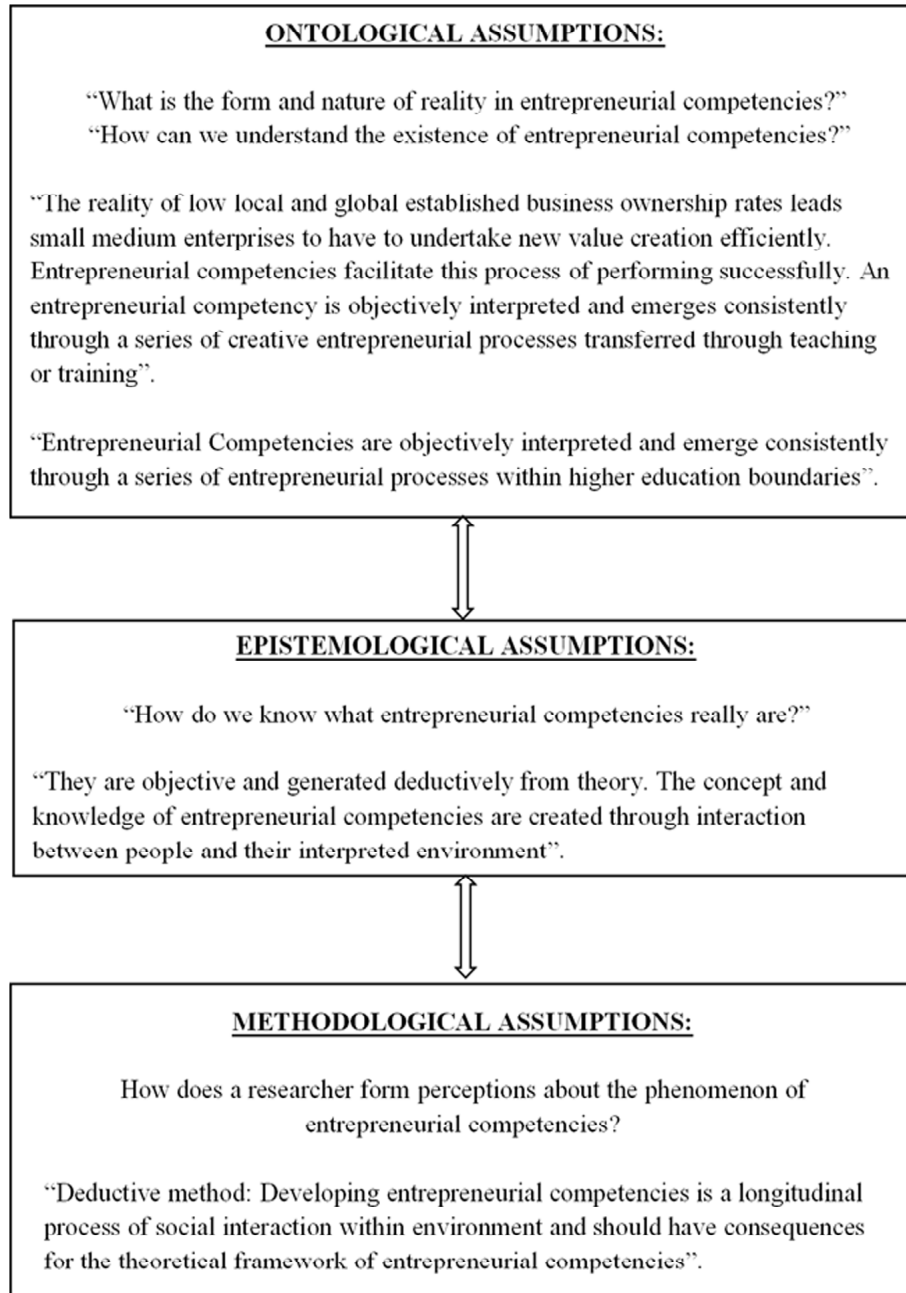 ONTOLOGICAL ASSUMPTIONS:
“What is the form and nature of reality in entrepreneurial competencies?”
“How can we understand the existence of entrepreneurial competencies?”
“The reality of low local and global established business ownership rates leads
small medium enterprises to have to undertake new value creation efficiently.
Entrepreneurial competencies facilitate this process of performing successfully. An
entrepreneurial competency is objectively interpreted and emerges consistently
through a series of creative entrepreneurial processes transferred through teaching
or training”.
“Entrepreneurial Competencies are objectively interpreted and emerge consistently
through a series of entrepreneurial processes within higher education boundaries”.
EPISTEMOLOGICAL ASSUMPTIONS:
“How do we know what entrepreneurial competencies really are?”
“They are objective and generated deductively from theory. The concept and
knowledge of entrepreneurial competencies are created through interaction
between people and their interpreted environment”.
METHODOLOGICAL ASSUMPTIONS:
How does a researcher form perceptions about the phenomenon of
entrepreneurial competencies?
“Deductive method: Developing entrepreneurial competencies is a longitudinal
process of social interaction within environment and should have consequences
for the theoretical framework of entrepreneurial competencies”.